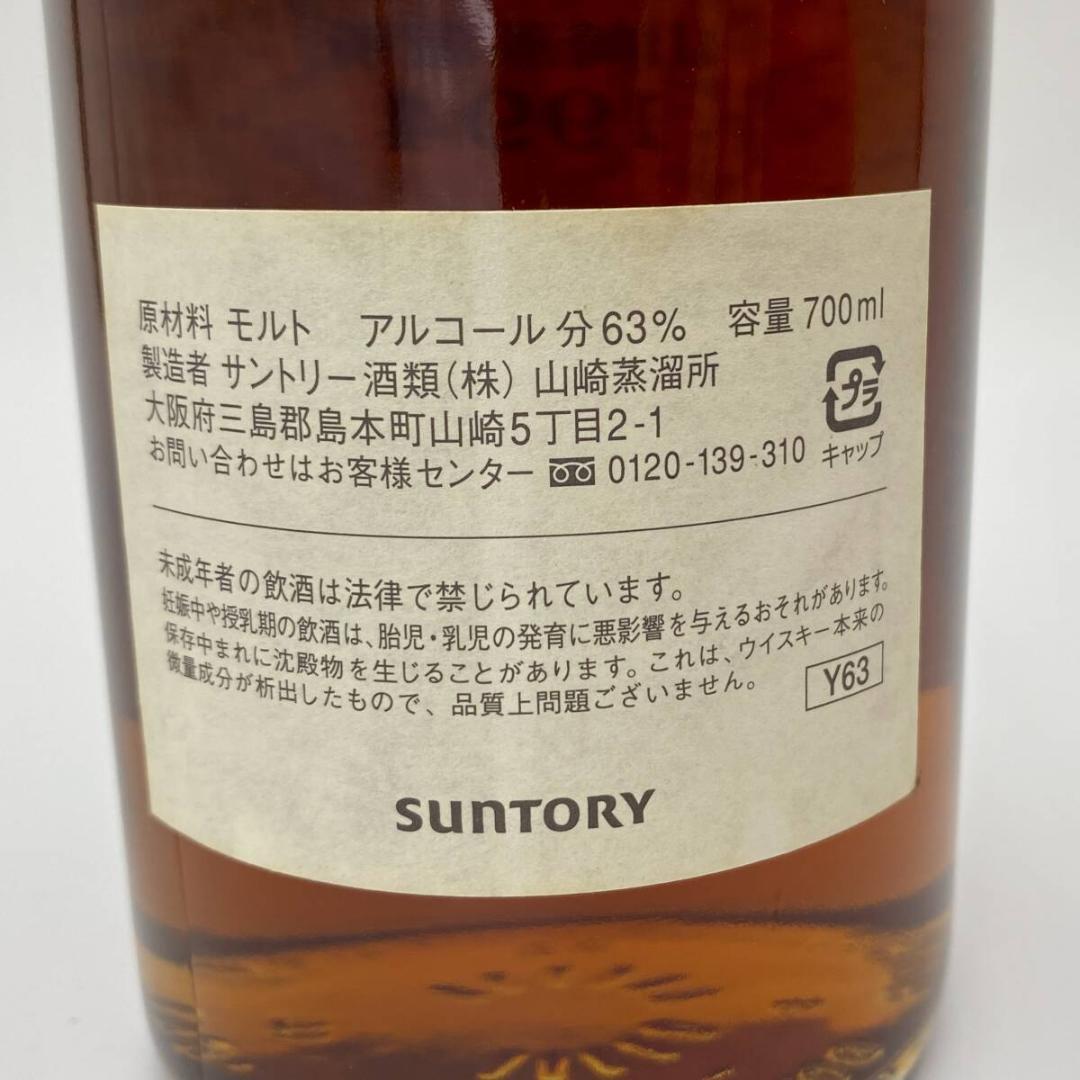 原材料 モルト アルコール分63% 容量700ml
製造者 サントリー酒類(株) 山崎蒸溜所
大阪府三島郡島本町山崎5丁目2-1
お問い合わせはお客様センター 0120-139-310
プラ
キャップ
未成年者の飲酒は法律で禁じられています。
妊娠中や授乳期の飲酒は、胎児・乳児の発育に悪影響を与えるおそれがあります。
保存中まれに沈殿物を生じることがあります。これは、ウイスキー本来の
微量成分が析出したもので、品質上問題ございません。
Y63
SUNTORY